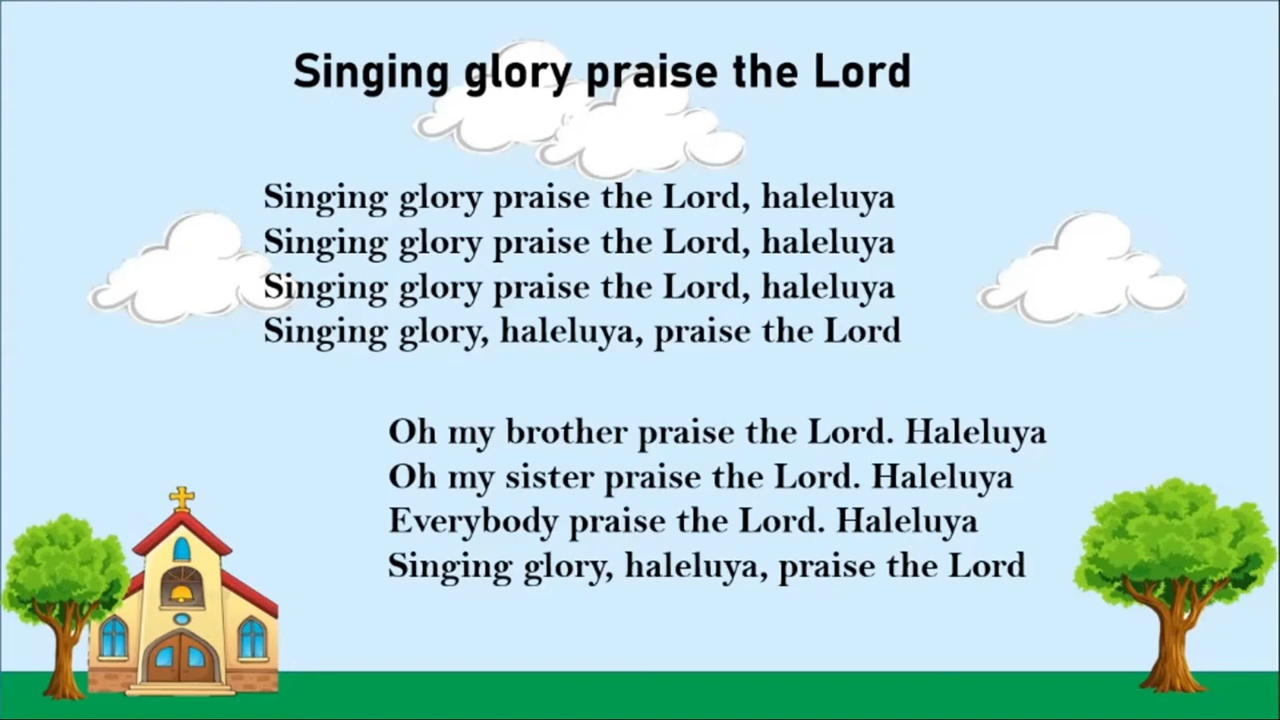 Singing glory praise the Lord
Singing glory praise the Lord, haleluya
Singing glory praise the Lord, haleluya
Singing glory praise the Lord, haleluya
Singing glory, haleluya, praise the Lord
Oh my brother praise the Lord. Haleluya
Oh my sister praise the Lord. Haleluya
Everybody praise the Lord. Haleluya
Singing glory, haleluya, praise the Lord